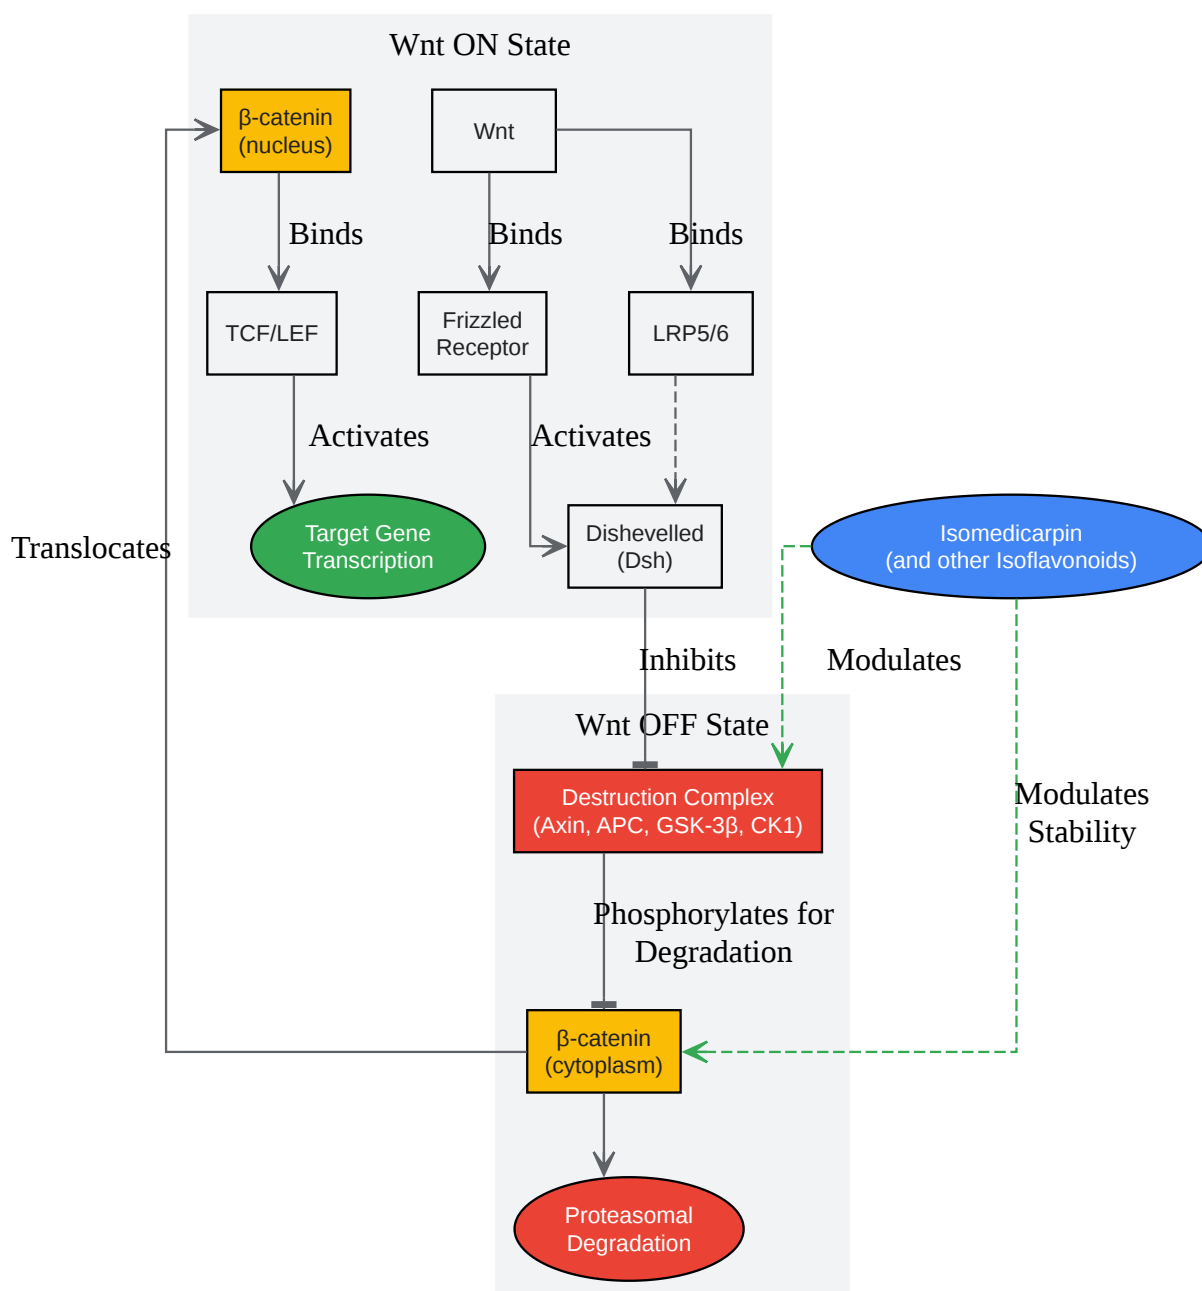 Wnt ON State
β-catenin
(nucleus)
Wnt
Binds
Binds
Binds
TCF/LEF
Frizzled
Receptor
LRP5/6
Activates
Activates
Translocates
Target Gene
Transcription
Dishevelled
(Dsh)
Isomedicarpin
(and other Isoflavonoids)
Inhibits
Modulates
Wnt OFF State
Destruction Complex
(Axin, APC, GSK-3β, CK1)
Modulates
Stability
Phosphorylates for
Degradation
β-catenin
(cytoplasm)
Proteasomal
Degradation